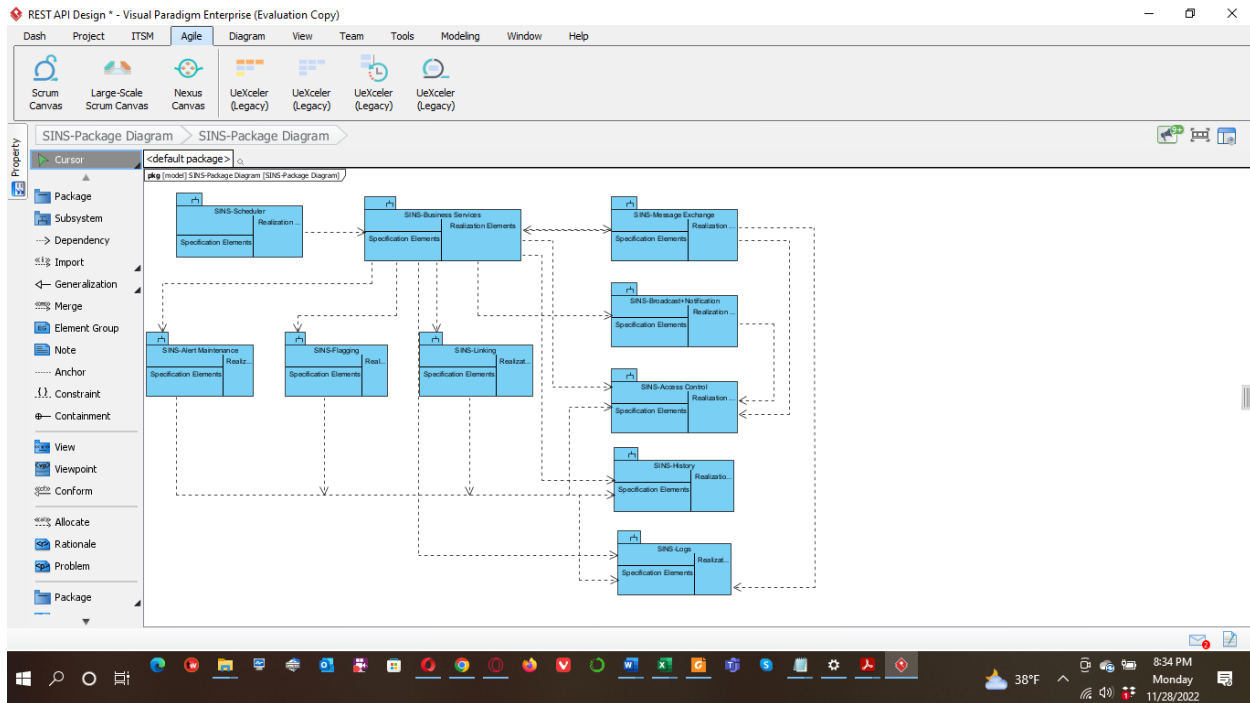 REST API Design * - Visual Paradigm Enterprise (Evaluation Copy)
Dash Project ITSM Agile Diagram View Team Tools Modeling Window Help
Scrum Canvas
Large-Scale Scrum Canvas
Nexus Canvas
UeXceler (Legacy)
UeXceler (Legacy)
UeXceler (Legacy)
UeXceler (Legacy)
SINS-Package Diagram SINS-Package Diagram
9+
Property
Cursor
Package
Subsystem
Dependency
Import
Generalization
Merge
Element Group
Note
Anchor
Constraint
Containment
View
Viewpoint
Conform
Allocate
Rationale
Problem
Package
<default package>
pkg [model] SINS-Package Diagram [SINS-Package Diagram]
SINS-Scheduler
Realization ...
Specification Elements
SINS-Business Services
Realization Elements
Specification Elements
SINS-Message Exchange
Realization ...
Specification Elements
SINS-Broadcast+Notification
Realization ...
Specification Elements
SINS-Alert Maintenance
Realiz...
Specification Elements
SINS-Flagging
Real...
Specification Elements
SINS-Linking
Realizat...
Specification Elements
SINS-Access Control
Realization ...
Specification Elements
SINS-History
Realizatio...
Specification Elements
SINS-Logs
Realizat...
Specification Elements
38°F
8:34 PM
Monday
11/28/2022